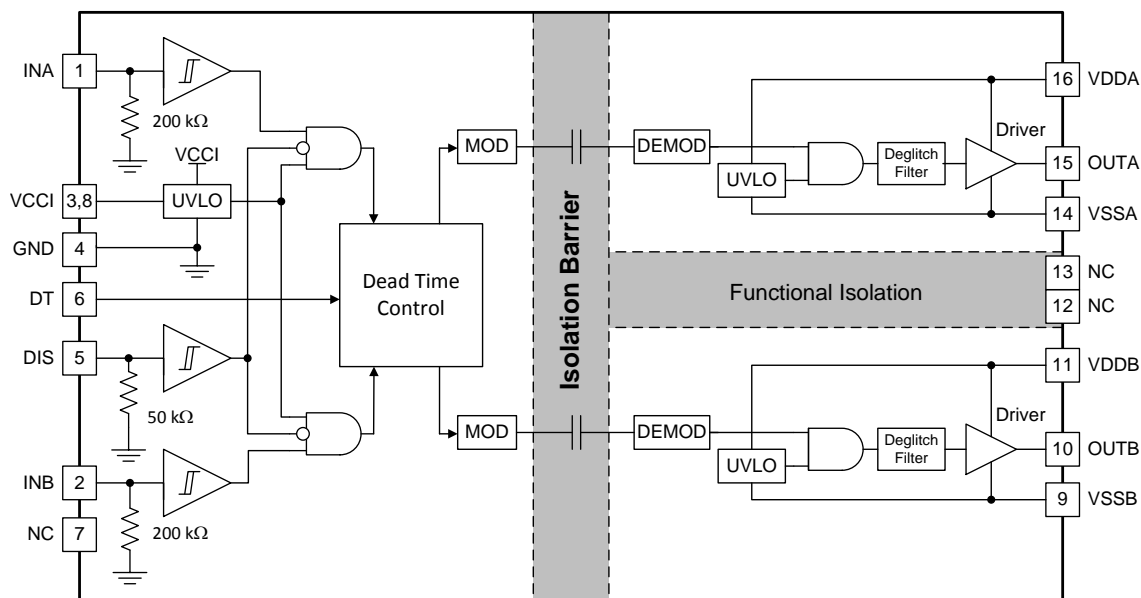 INA
1
200 kΩ
VCCI
VCCI
3,8
UVLO
GND
4
DT
6
DIS
5
50 kΩ
INB
2
200 kΩ
NC
7
Dead Time
Control
MOD
MOD
Isolation Barrier
DEMOD
UVLO
Deglitch
Filter
Driver
16
VDDA
15
OUTA
14
VSSA
Functional Isolation
13
NC
12
NC
DEMOD
UVLO
Deglitch
Filter
Driver
11
VDDB
10
OUTB
9
VSSB